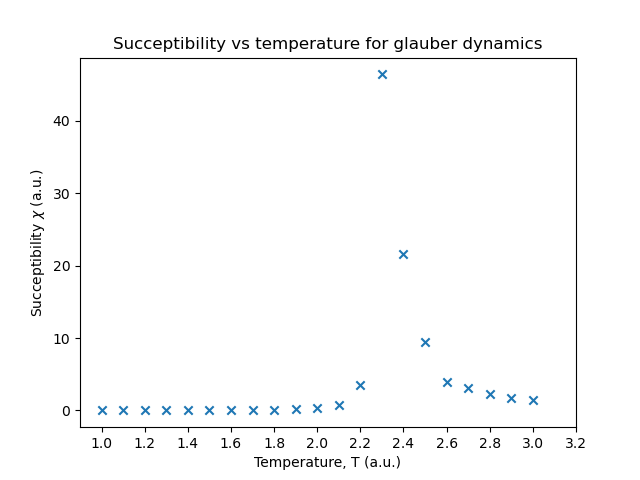 Succeptibility vs temperature for glauber dynamics
Succeptibility χ (a.u.)
40
30
20
10
0
1.0 1.2 1.4 1.6 1.8 2.0 2.2 2.4 2.6 2.8 3.0 3.2
Temperature, T (a.u.)